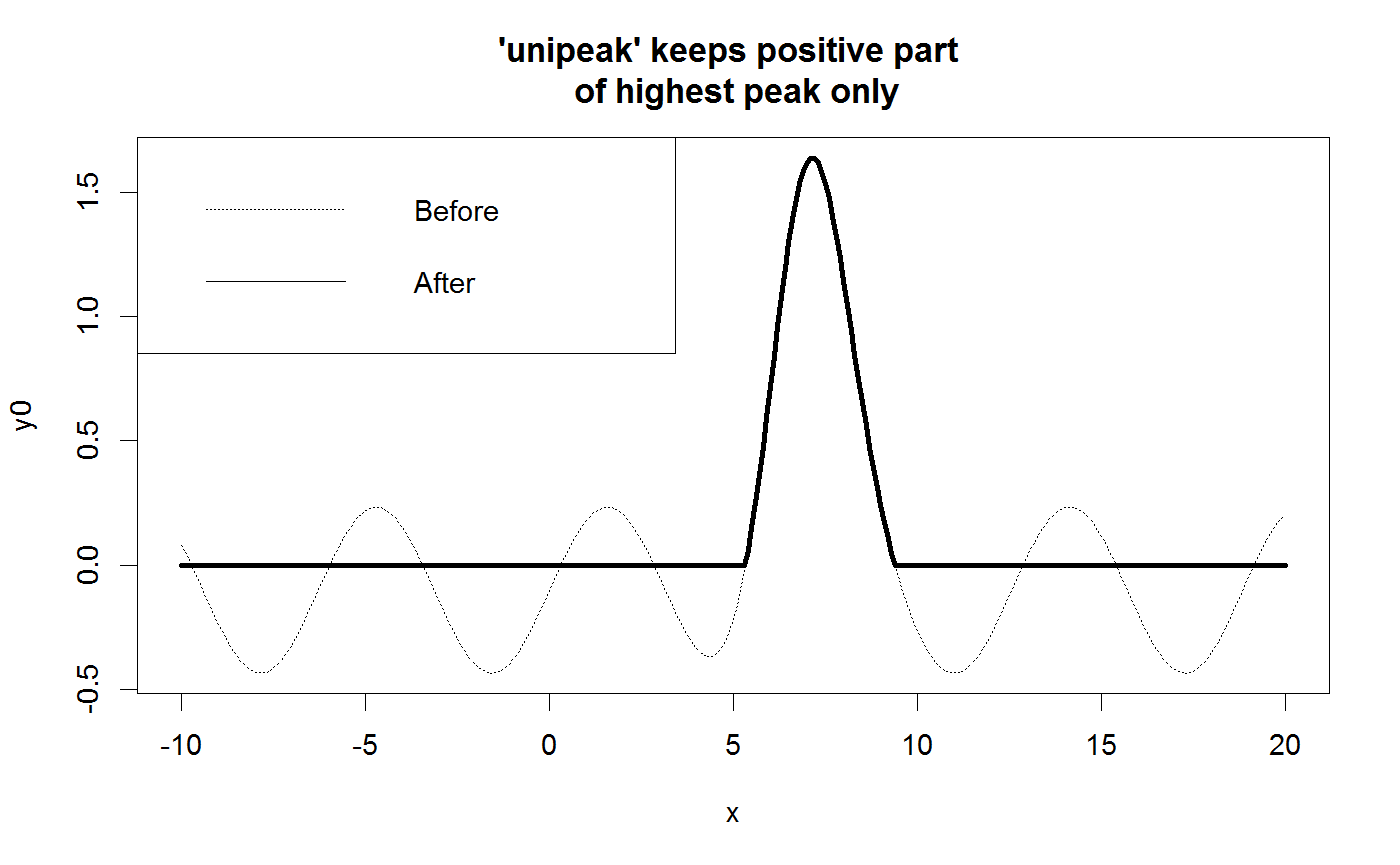 'unipeak' keeps positive part
of highest peak only
Before
After
y0
1.5
1.0
0.5
0.0
-0.5
-10 -5 0 5 10 15 20
x